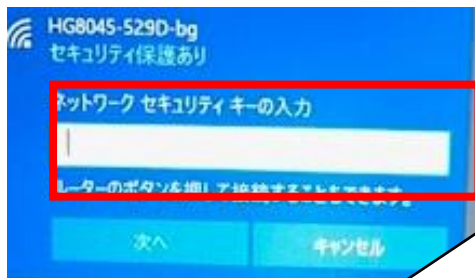 HG8045-529D-bg
セキュリティ保護あり
ネットワーク セキュリティ キーの入力
ルーターのボタンを押して接続することもできます。
次へ
キャンセル